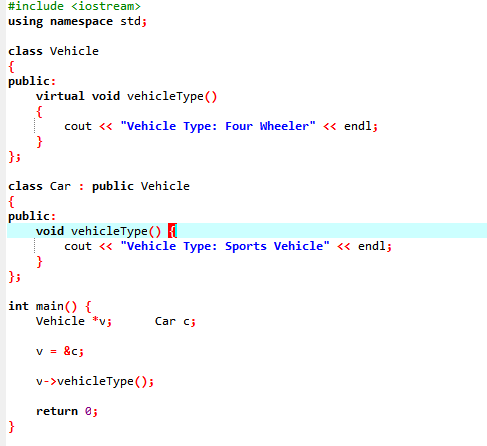 #include <iostream>
using namespace std;

class Vehicle
{
public:
    virtual void vehicleType()
    {
        cout << "Vehicle Type: Four Wheeler" << endl;
    }
};

class Car : public Vehicle
{
public:
    void vehicleType() {
        cout << "Vehicle Type: Sports Vehicle" << endl;
    }
};

int main() {
    Vehicle *v;      Car c;

    v = &c;

    v->vehicleType();

    return 0;
}